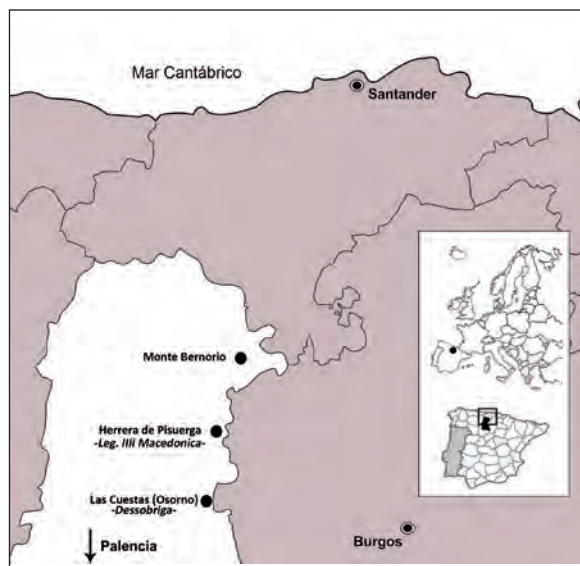 Mar Cantábrico
Santander
Monte Bernorio
Herrera de Pisuerga
-Leg. IIII Macedonica-
Las Cuestas (Osorno)
-Dessobriga-
Palencia
Burgos